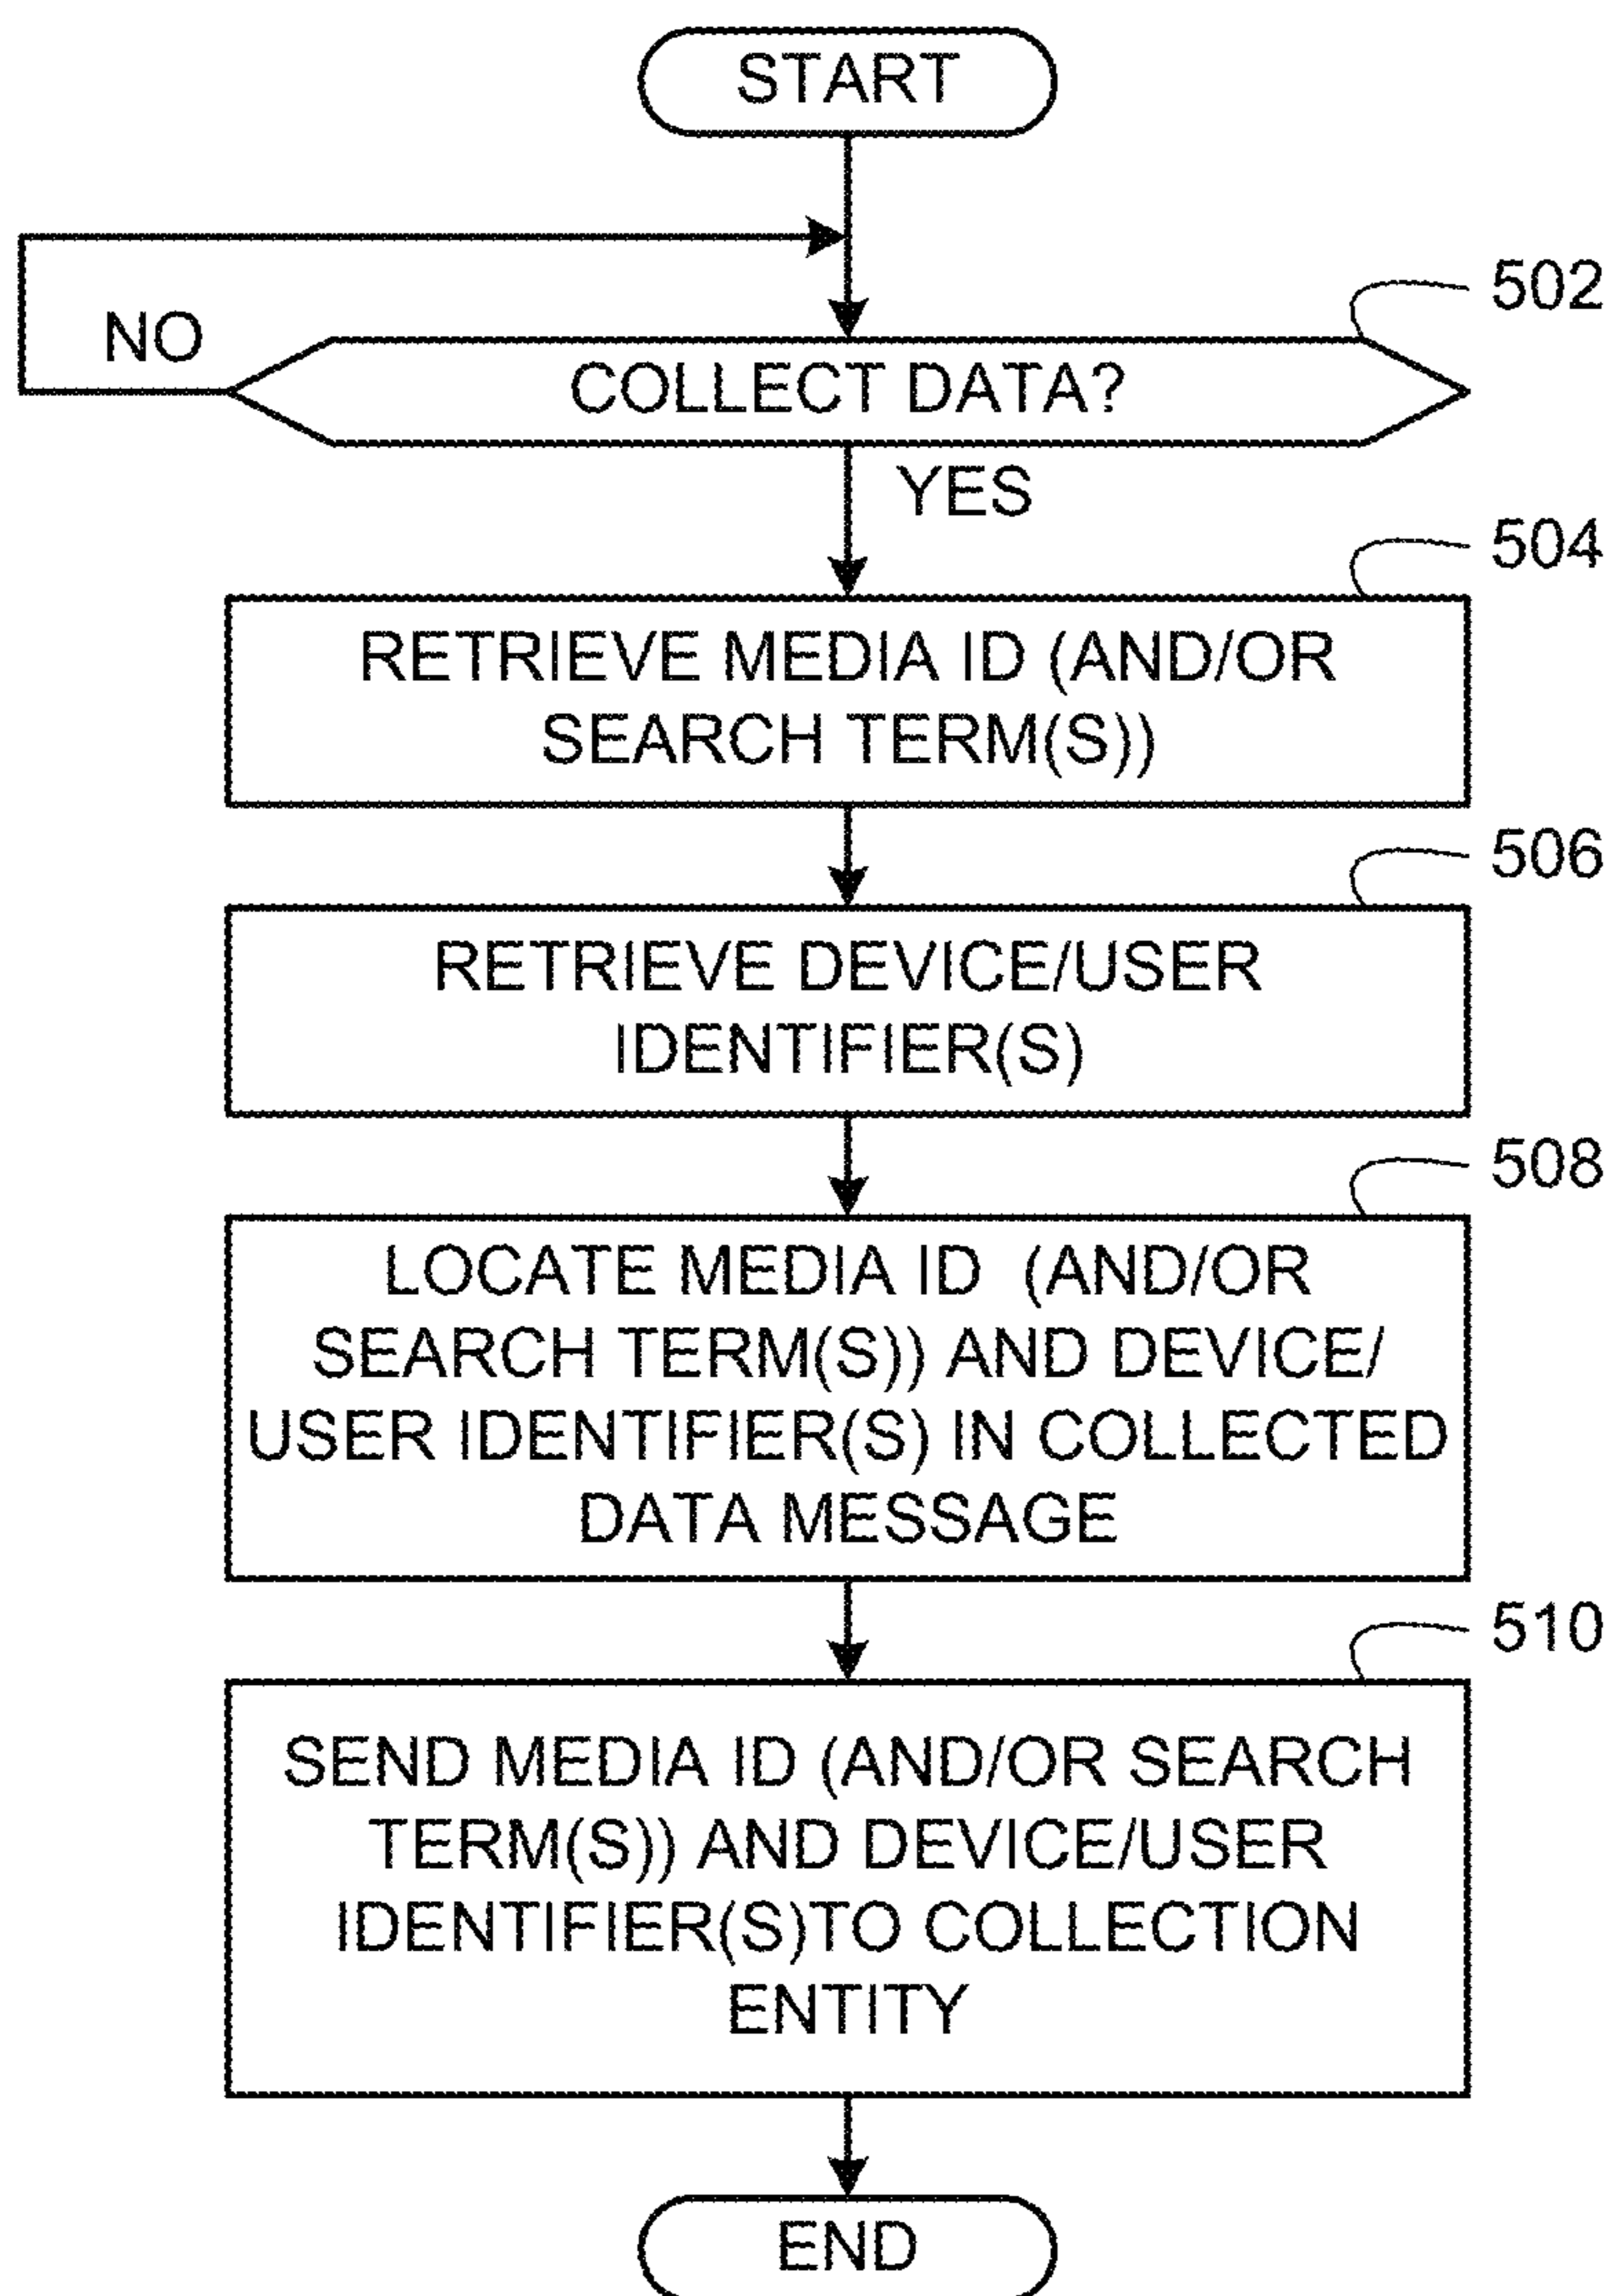 START
502
NO
COLLECT DATA?
YES
504
RETRIEVE MEDIA ID (AND/OR
SEARCH TERM(S))
506
RETRIEVE DEVICE/USER
IDENTIFIER(S)
508
LOCATE MEDIA ID (AND/OR
SEARCH TERM(S)) AND DEVICE/
USER IDENTIFIER(S) IN COLLECTED
DATA MESSAGE
510
SEND MEDIA ID (AND/OR SEARCH
TERM(S)) AND DEVICE/USER
IDENTIFIER(S)TO COLLECTION
ENTITY
END